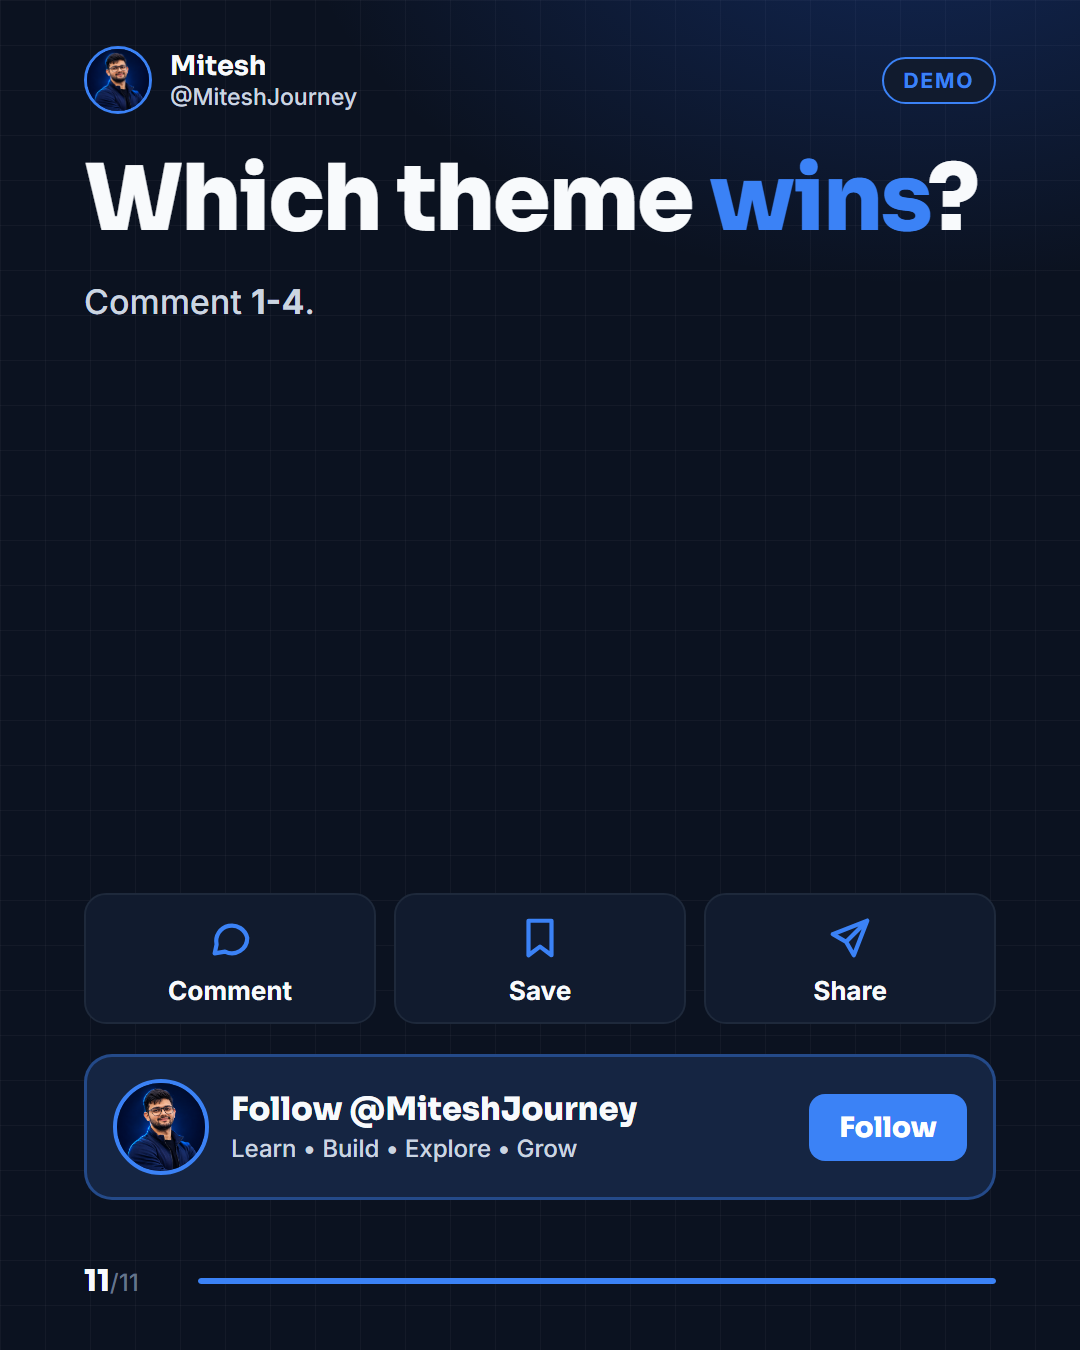 Mitesh
@MiteshJourney
DEMO
Which theme wins?
Comment 1-4.
Comment
Save
Share
Follow @MiteshJourney
Learn • Build • Explore • Grow
Follow
11/11